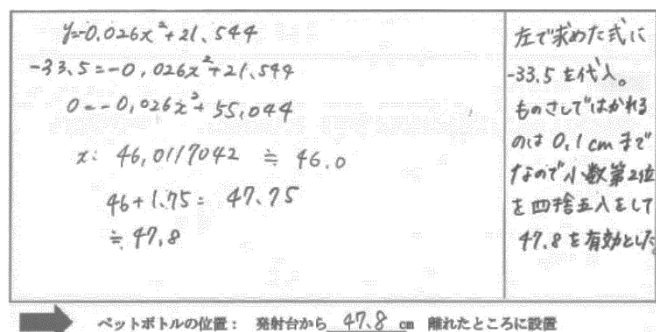 y=-0.026x²+21.544
-33.5=-0.026x²+21.544
0=-0.026x²+55.044
x: 46.0117042 ≒ 46.0
46+1.75= 47.75
≒ 47.8
左で求めた式に
-33.5を代入。
ものさしではかれる
のは 0.1cmまで
なので小数第2位
を四捨五入をして
47.8を有効とした。
ペットボトルの位置： 発射台から 47.8 cm 離れたところに設置